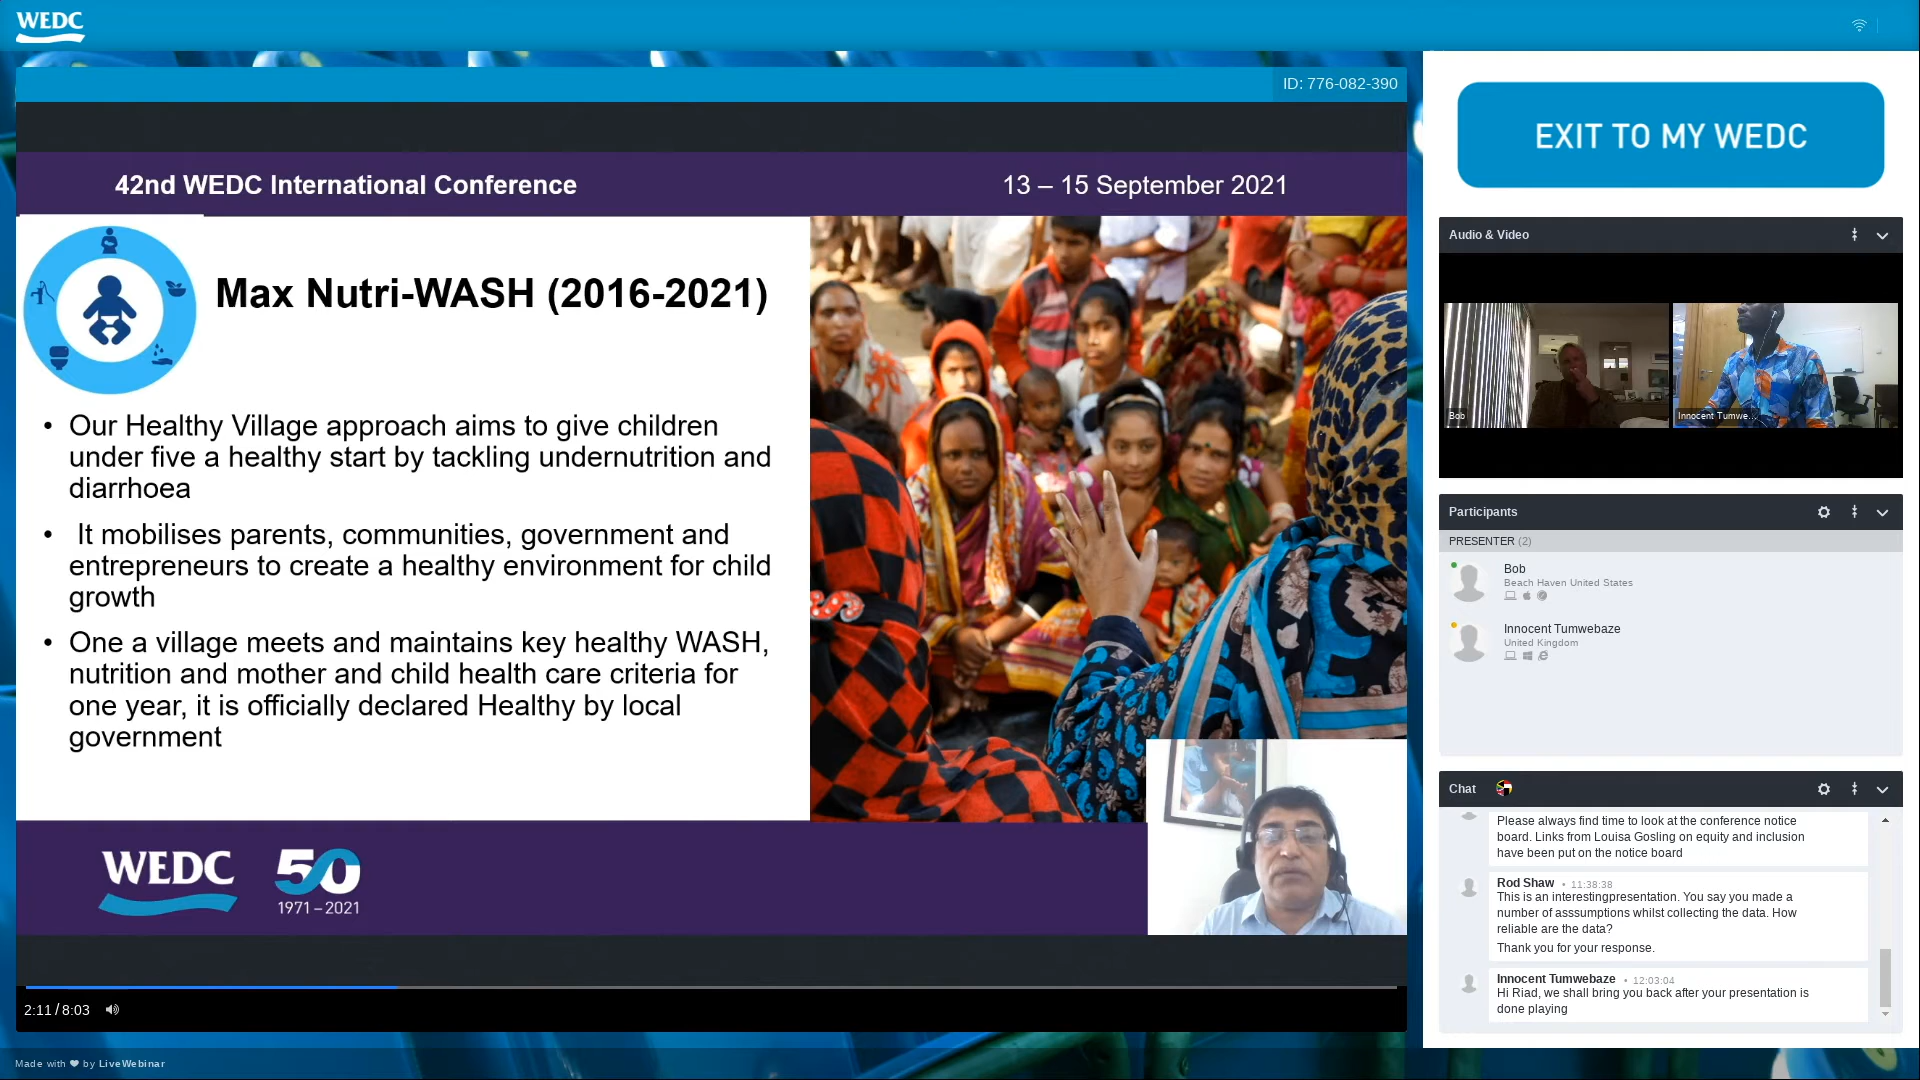 WEDC
ID: 776-082-390
42nd WEDC International Conference
13 – 15 September 2021
Max Nutri-WASH (2016-2021)
• Our Healthy Village approach aims to give children
under five a healthy start by tackling undernutrition and
diarrhoea
• It mobilises parents, communities, government and
entrepreneurs to create a healthy environment for child
growth
• One a village meets and maintains key healthy WASH,
nutrition and mother and child health care criteria for
one year, it is officially declared Healthy by local
government
WEDC
50
1971 – 2021
2:11 / 8:03
Made with ♥ by LiveWebinar
EXIT TO MY WEDC
Audio & Video
Bob
Innocent Tumwe...
Participants
PRESENTER (2)
Bob
Beach Haven United States
Innocent Tumwebaze
United Kingdom
Chat
Please always find time to look at the conference notice
board. Links from Louisa Gosling on equity and inclusion
have been put on the notice board
Rod Shaw • 11:38:38
This is an interestingpresentation. You say you made a
number of asssumptions whilst collecting the data. How
reliable are the data?
Thank you for your response.
Innocent Tumwebaze • 12:03:04
Hi Riad, we shall bring you back after your presentation is
done playing